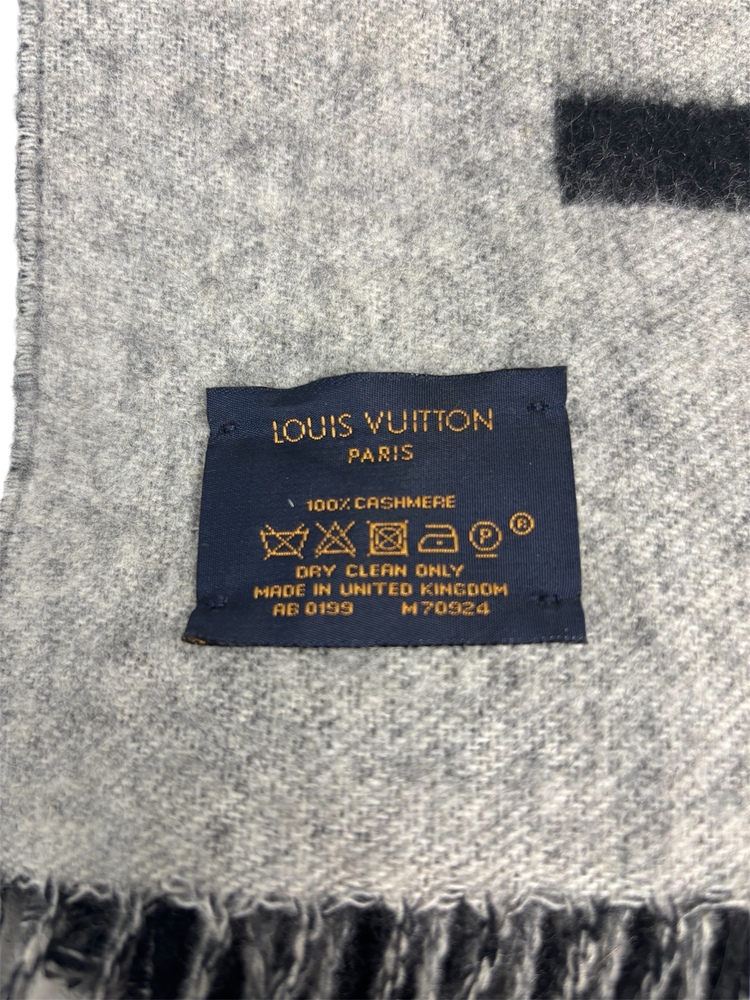 LOUIS VUITTON
PARIS
100% CASHMERE
P ®
DRY CLEAN ONLY
MADE IN UNITED KINGDOM
AB 0199 M70924